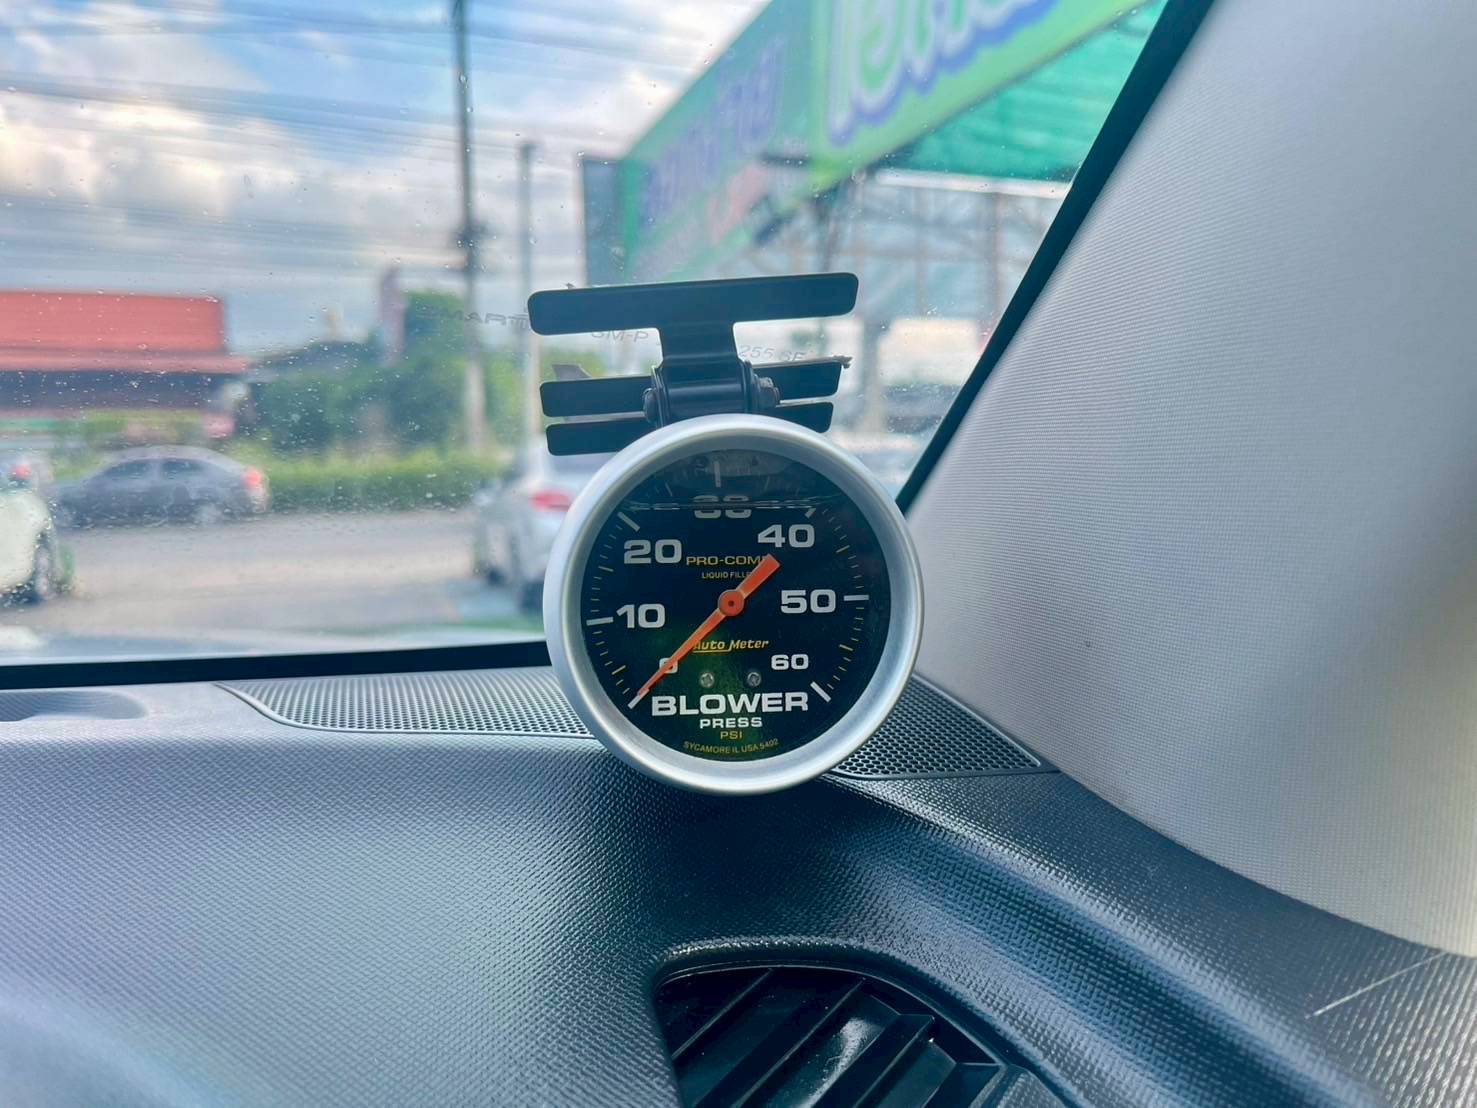 30
20
40
PRO-COMP
LIQUID FILLED
10
50
Auto Meter
0
60
BLOWER
PRESS
PSI
SYCAMORE IL USA 5402